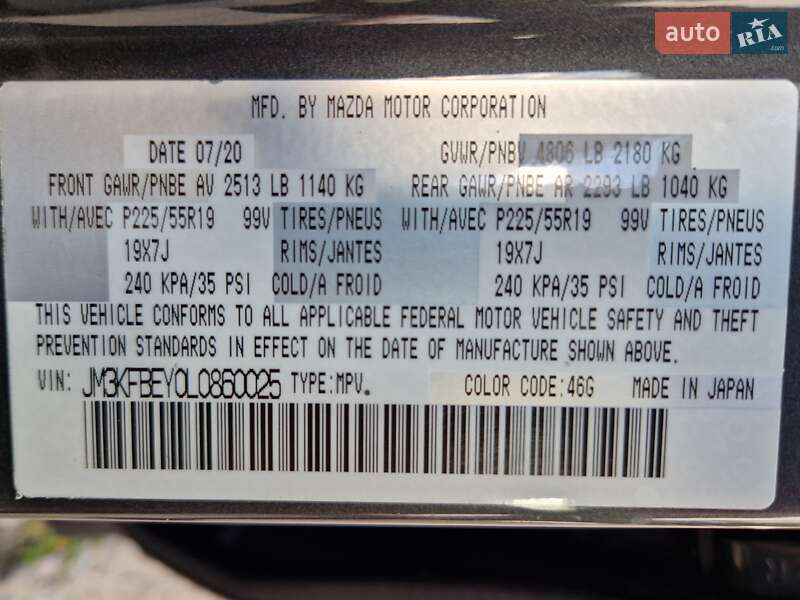 auto RIA.com
MFD. BY MAZDA MOTOR CORPORATION
DATE 07/20 GVWR/PNBV 4806 LB 2180 KG
FRONT GAWR/PNBE AV 2513 LB 1140 KG REAR GAWR/PNBE AR 2293 LB 1040 KG
WITH/AVEC P225/55R19 99V TIRES/PNEUS WITH/AVEC P225/55R19 99V TIRES/PNEUS
19X7J RIMS/JANTES 19X7J RIMS/JANTES
240 KPA/35 PSI COLD/A FROID 240 KPA/35 PSI COLD/A FROID
THIS VEHICLE CONFORMS TO ALL APPLICABLE FEDERAL MOTOR VEHICLE SAFETY AND THEFT
PREVENTION STANDARDS IN EFFECT ON THE DATE OF MANUFACTURE SHOWN ABOVE.
VIN: JM3KFBEY0L0860025 TYPE:MPV. COLOR CODE:46G MADE IN JAPAN